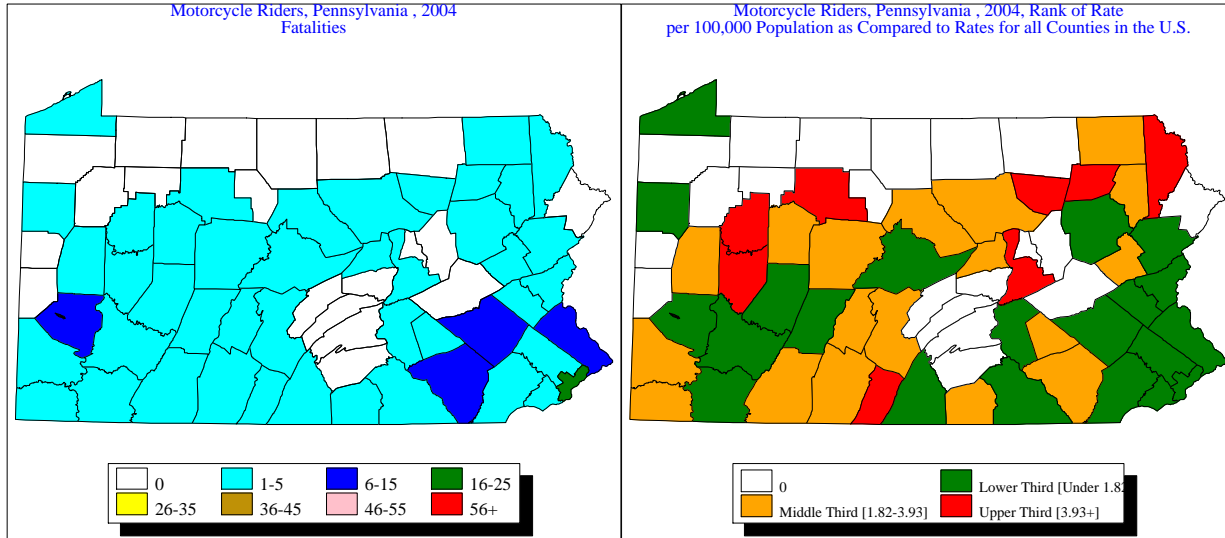 Motorcycle Riders, Pennsylvania , 2004
Fatalities
0
1-5
6-15
16-25
26-35
36-45
46-55
56+
Motorcycle Riders, Pennsylvania , 2004, Rank of Rate
per 100,000 Population as Compared to Rates for all Counties in the U.S.
0
Lower Third [Under 1.82
Middle Third [1.82-3.93]
Upper Third [3.93+]